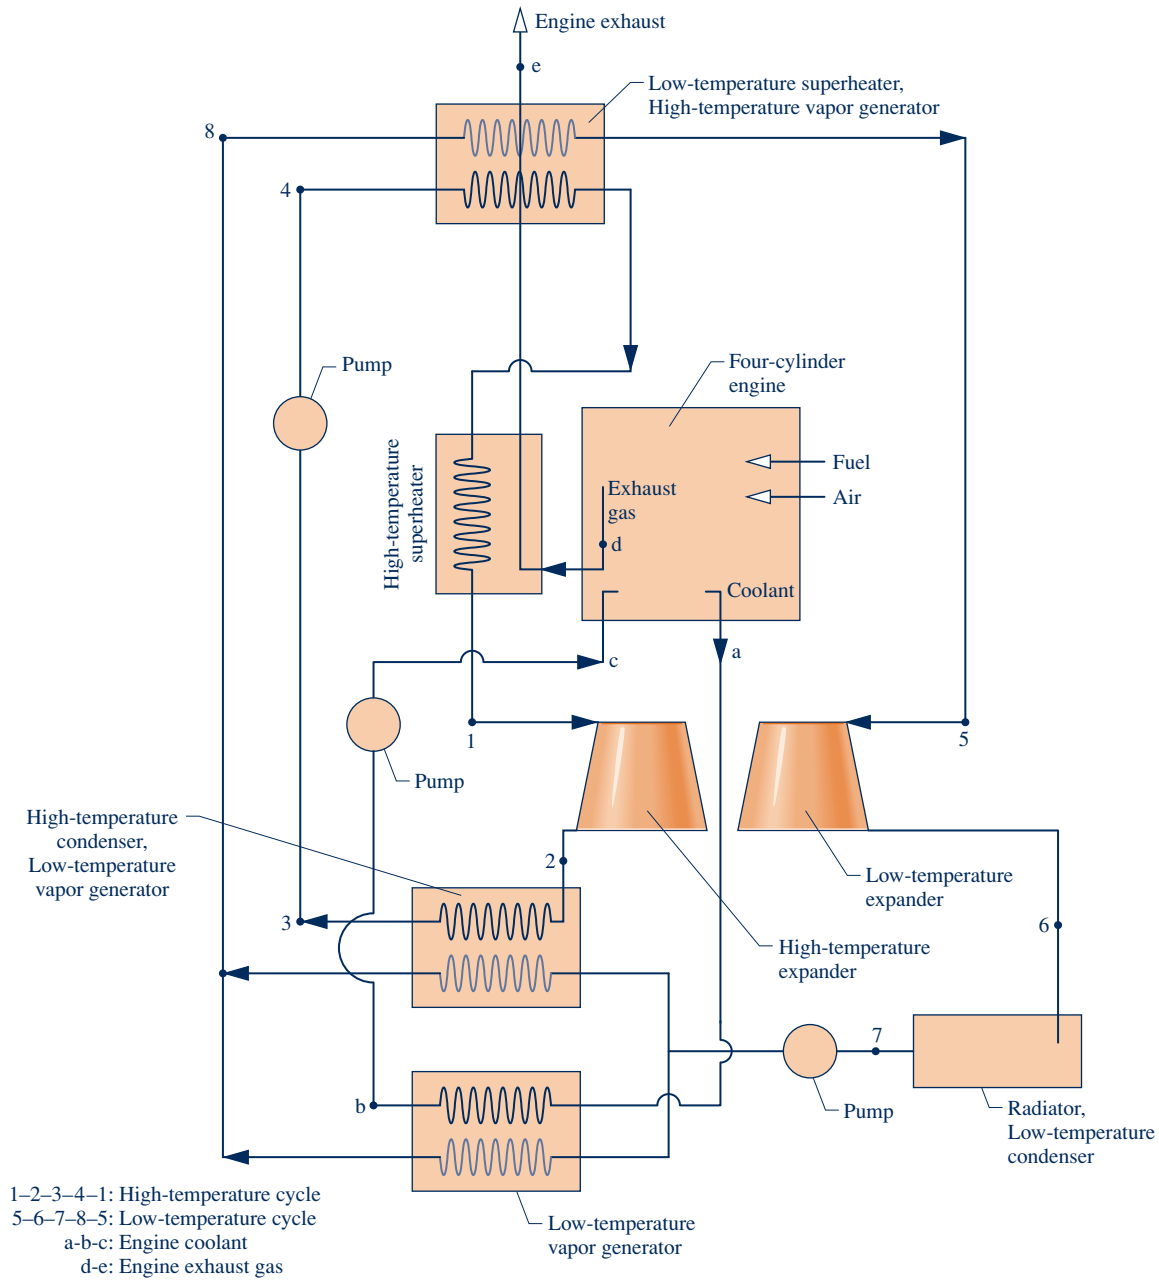 Engine exhaust
e
Low-temperature superheater,
High-temperature vapor generator
8
4
Pump
Four-cylinder
engine
High-temperature
superheater
Fuel
Air
Exhaust
gas
d
Coolant
c
a
1
5
Pump
High-temperature
condenser,
Low-temperature
vapor generator
2
Low-temperature
expander
3
6
High-temperature
expander
7
b
Pump
Radiator,
Low-temperature
condenser
1–2–3–4–1: High-temperature cycle
5–6–7–8–5: Low-temperature cycle
a-b-c: Engine coolant
d-e: Engine exhaust gas
Low-temperature
vapor generator